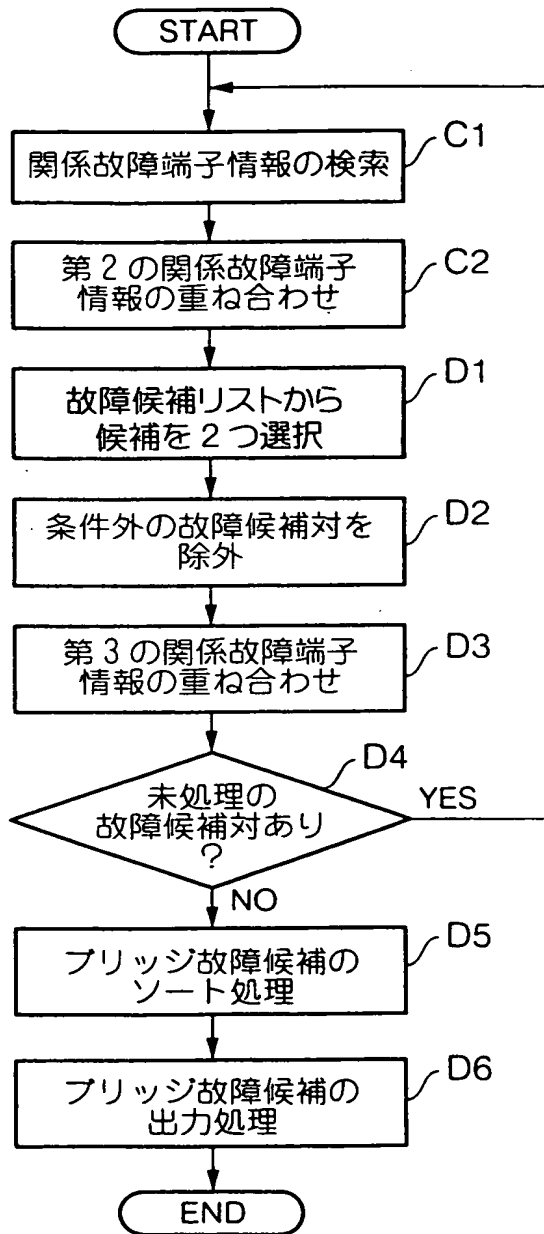 START
C1
関係故障端子情報の検索
C2
第2の関係故障端子
情報の重ね合わせ
D1
故障候補リストから
候補を2つ選択
D2
条件外の故障候補対を
除外
D3
第3の関係故障端子
情報の重ね合わせ
D4
未処理の
故障候補対あり
?
YES
NO
D5
ブリッジ故障候補の
ソート処理
D6
ブリッジ故障候補の
出力処理
END